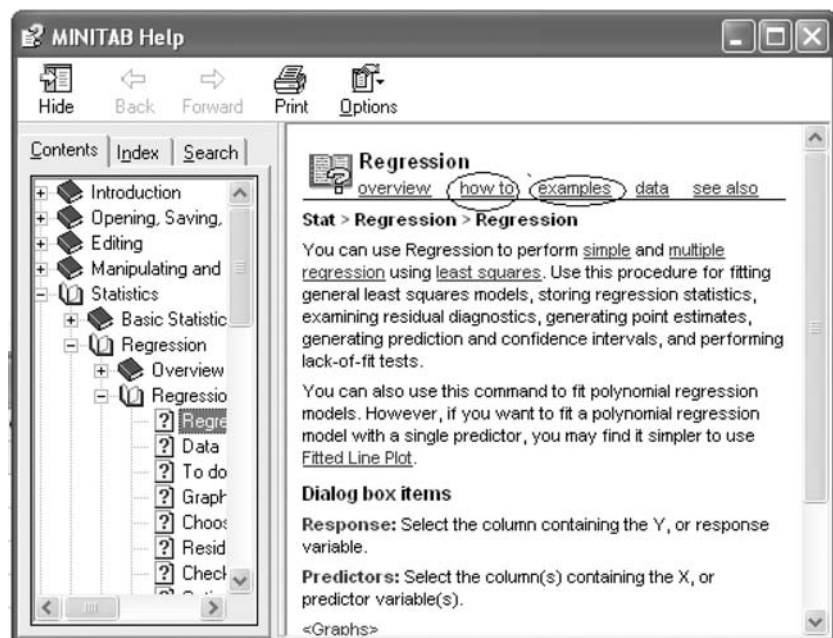 MINITAB Help
Hide Back Forward Print Options
Contents Index Search
Introduction
Opening, Saving,
Editing
Manipulating and
Statistics
Basic Statistic
Regression
Overview
Regressio
Regre
Data
To do
Graph
Choos
Resid
Check
Regression
overview how to examples data see also
Stat > Regression > Regression
You can use Regression to perform simple and multiple
regression using least squares. Use this procedure for fitting
general least squares models, storing regression statistics,
examining residual diagnostics, generating point estimates,
generating prediction and confidence intervals, and performing
lack-of-fit tests.
You can also use this command to fit polynomial regression
models. However, if you want to fit a polynomial regression
model with a single predictor, you may find it simpler to use
Fitted Line Plot.
Dialog box items
Response: Select the column containing the Y, or response
variable.
Predictors: Select the column(s) containing the X, or
predictor variable(s).
<Graphs>